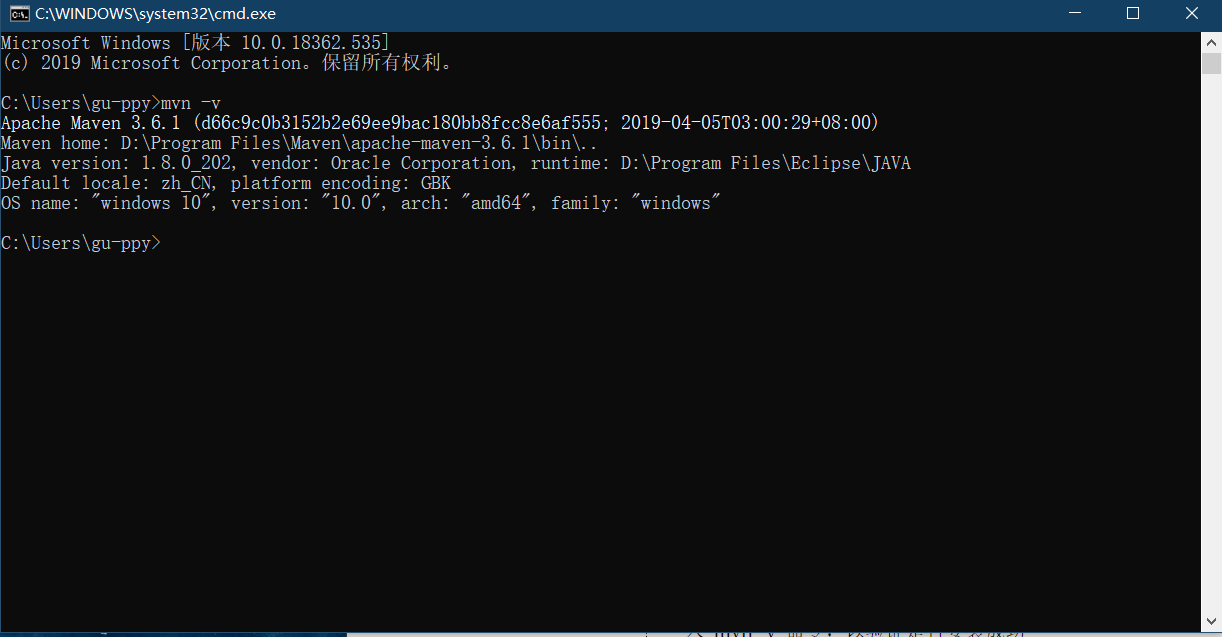 C:\WINDOWS\system32\cmd.exe
Microsoft Windows [版本 10.0.18362.535]
(c) 2019 Microsoft Corporation。保留所有权利。
C:\Users\gu-ppy>mvn -v
Apache Maven 3.6.1 (d66c9c0b3152b2e69ee9bac180bb8fcc8e6af555; 2019-04-05T03:00:29+08:00)
Maven home: D:\Program Files\Maven\apache-maven-3.6.1\bin\..
Java version: 1.8.0_202, vendor: Oracle Corporation, runtime: D:\Program Files\Eclipse\JAVA
Default locale: zh_CN, platform encoding: GBK
OS name: "windows 10", version: "10.0", arch: "amd64", family: "windows"
C:\Users\gu-ppy>